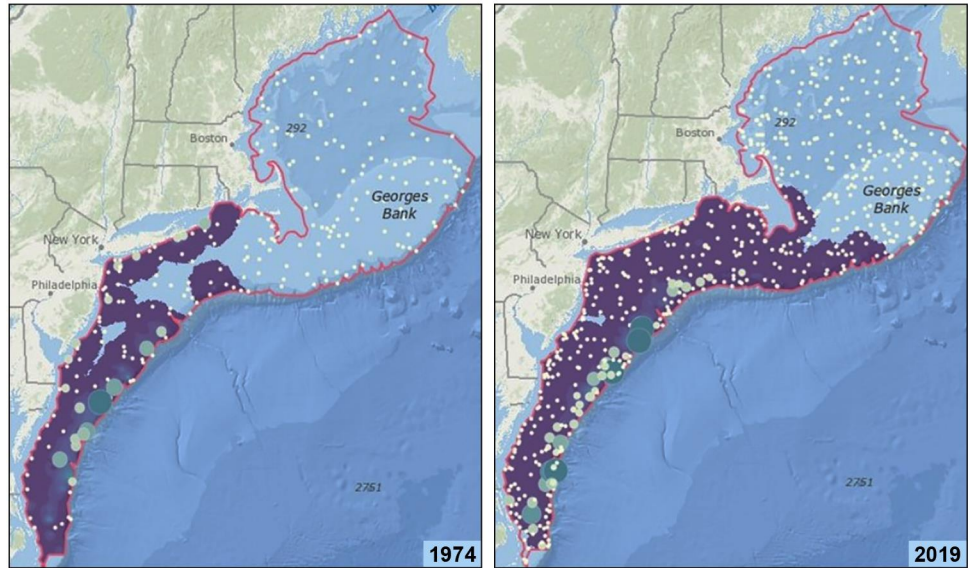 292
Boston
Georges
Bank
New York
Philadelphia
2751
1974
292
Boston
Georges
Bank
New York
Philadelphia
2751
2019